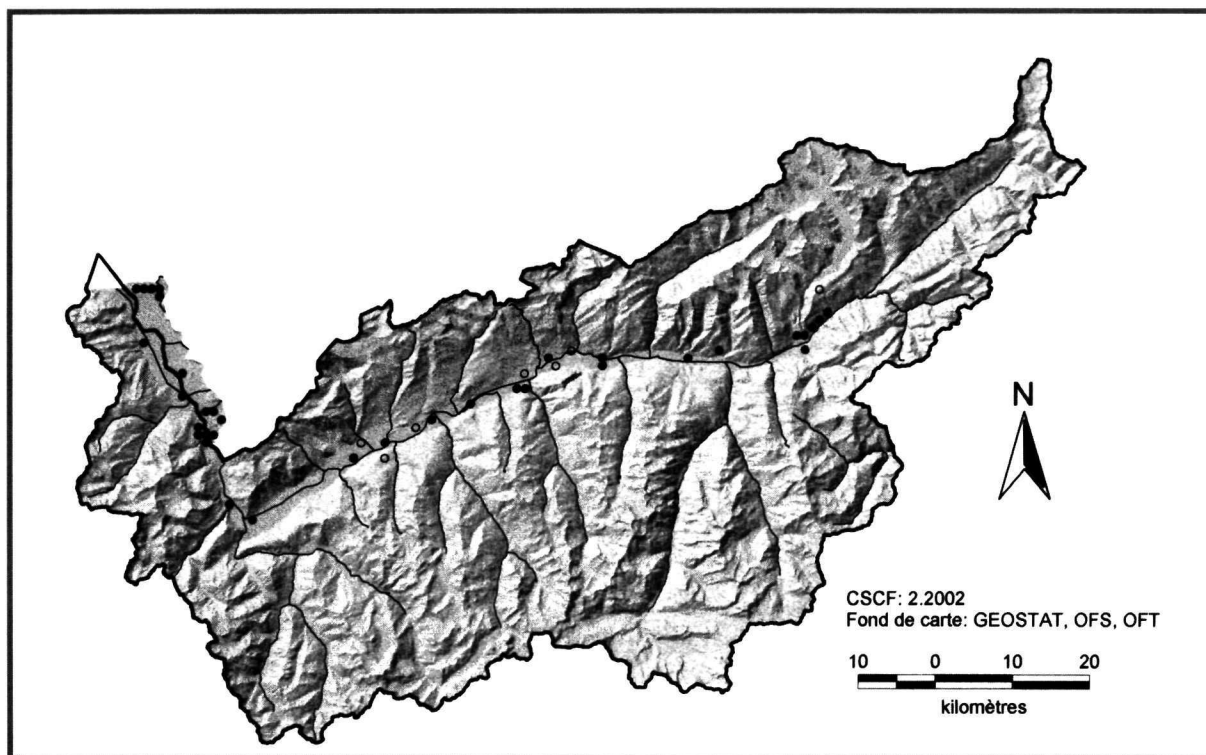 N
CSCF: 2.2002
Fond de carte: GEOSTAT, OFS, OFT
10 0 10 20
kilomètres